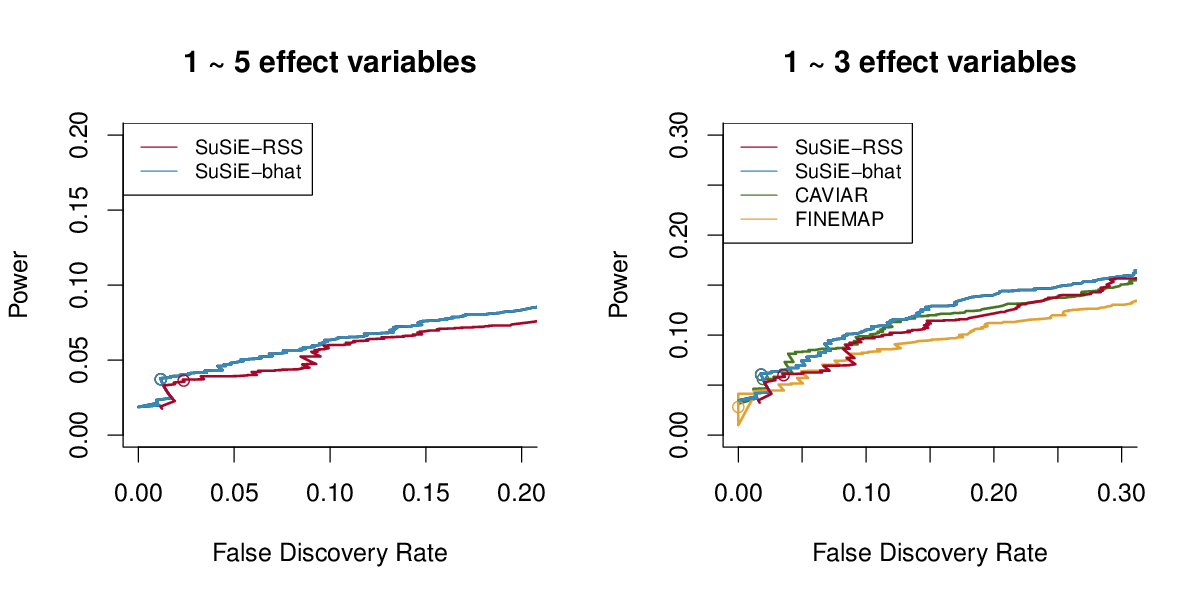 1 ~ 5 effect variables
SuSiE−RSS
SuSiE−bhat
Power
0.20
0.15
0.10
0.05
0.00
0.00 0.05 0.10 0.15 0.20
False Discovery Rate
1 ~ 3 effect variables
SuSiE−RSS
SuSiE−bhat
CAVIAR
FINEMAP
Power
0.30
0.20
0.10
0.00
0.00 0.10 0.20 0.30
False Discovery Rate